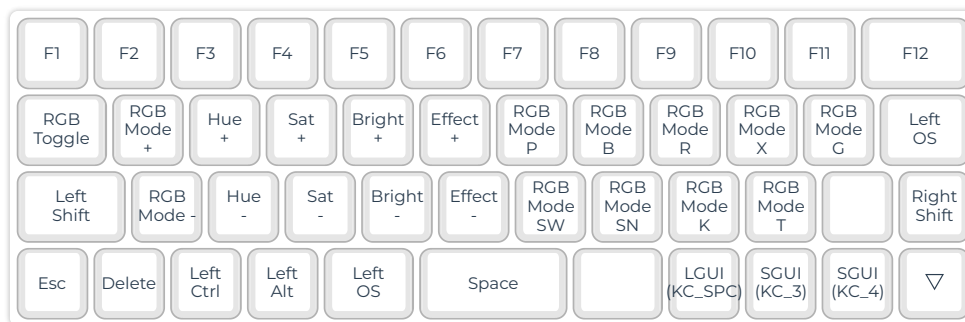 F1 F2 F3 F4 F5 F6 F7 F8 F9 F10 F11 F12
RGB Toggle RGB Mode + Hue + Sat + Bright + Effect + RGB Mode P RGB Mode B RGB Mode R RGB Mode X RGB Mode G Left OS
Left Shift RGB Mode - Hue - Sat - Bright - Effect - RGB Mode SW RGB Mode SN RGB Mode K RGB Mode T Right Shift
Esc Delete Left Ctrl Left Alt Left OS Space LGUI (KC_SPC) SGUI (KC_3) SGUI (KC_4) ▽